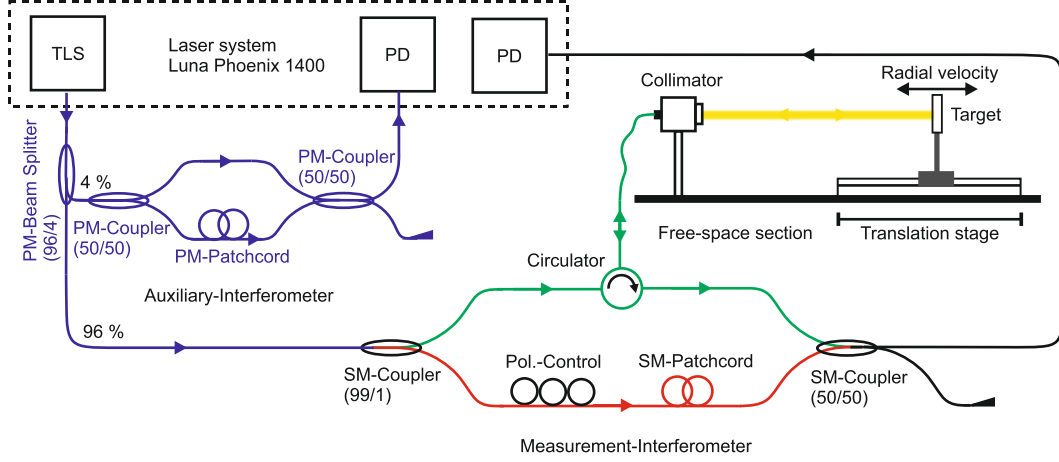 TLS
Laser system
Luna Phoenix 1400
PD
PD
Collimator
Radial velocity
Target
PM-Beam Splitter
(96/4)
4 %
PM-Coupler
(50/50)
PM-Coupler
(50/50)
PM-Patchcord
Free-space section
Translation stage
Circulator
Auxiliary-Interferometer
96 %
SM-Coupler
(99/1)
Pol.-Control
SM-Patchcord
SM-Coupler
(50/50)
Measurement-Interferometer